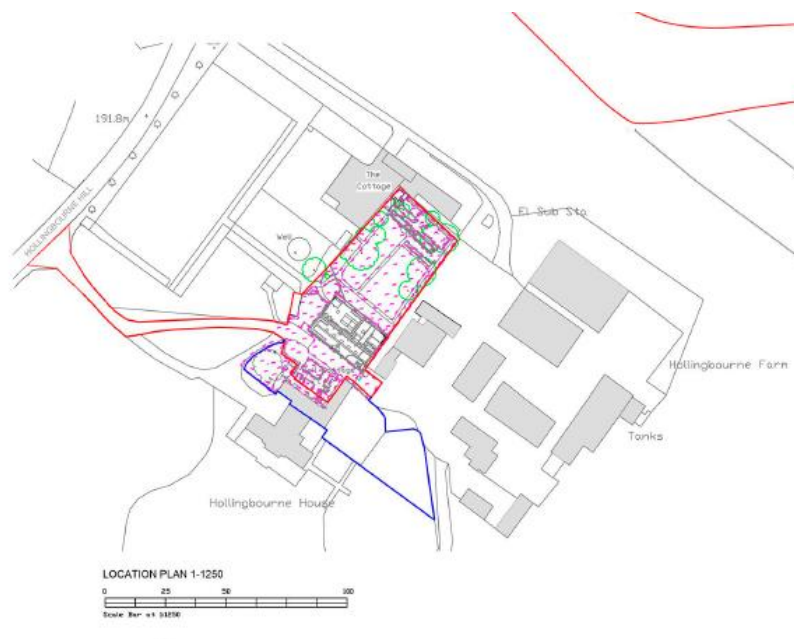 191.8m
HOLLINGBOURNE HILL
The
Cottage
Well
El Sub Sta
Hollingbourne Farm
Tanks
Hollingbourne House
LOCATION PLAN 1-1250
0 25 50 100
Scale Bar at 1:1250